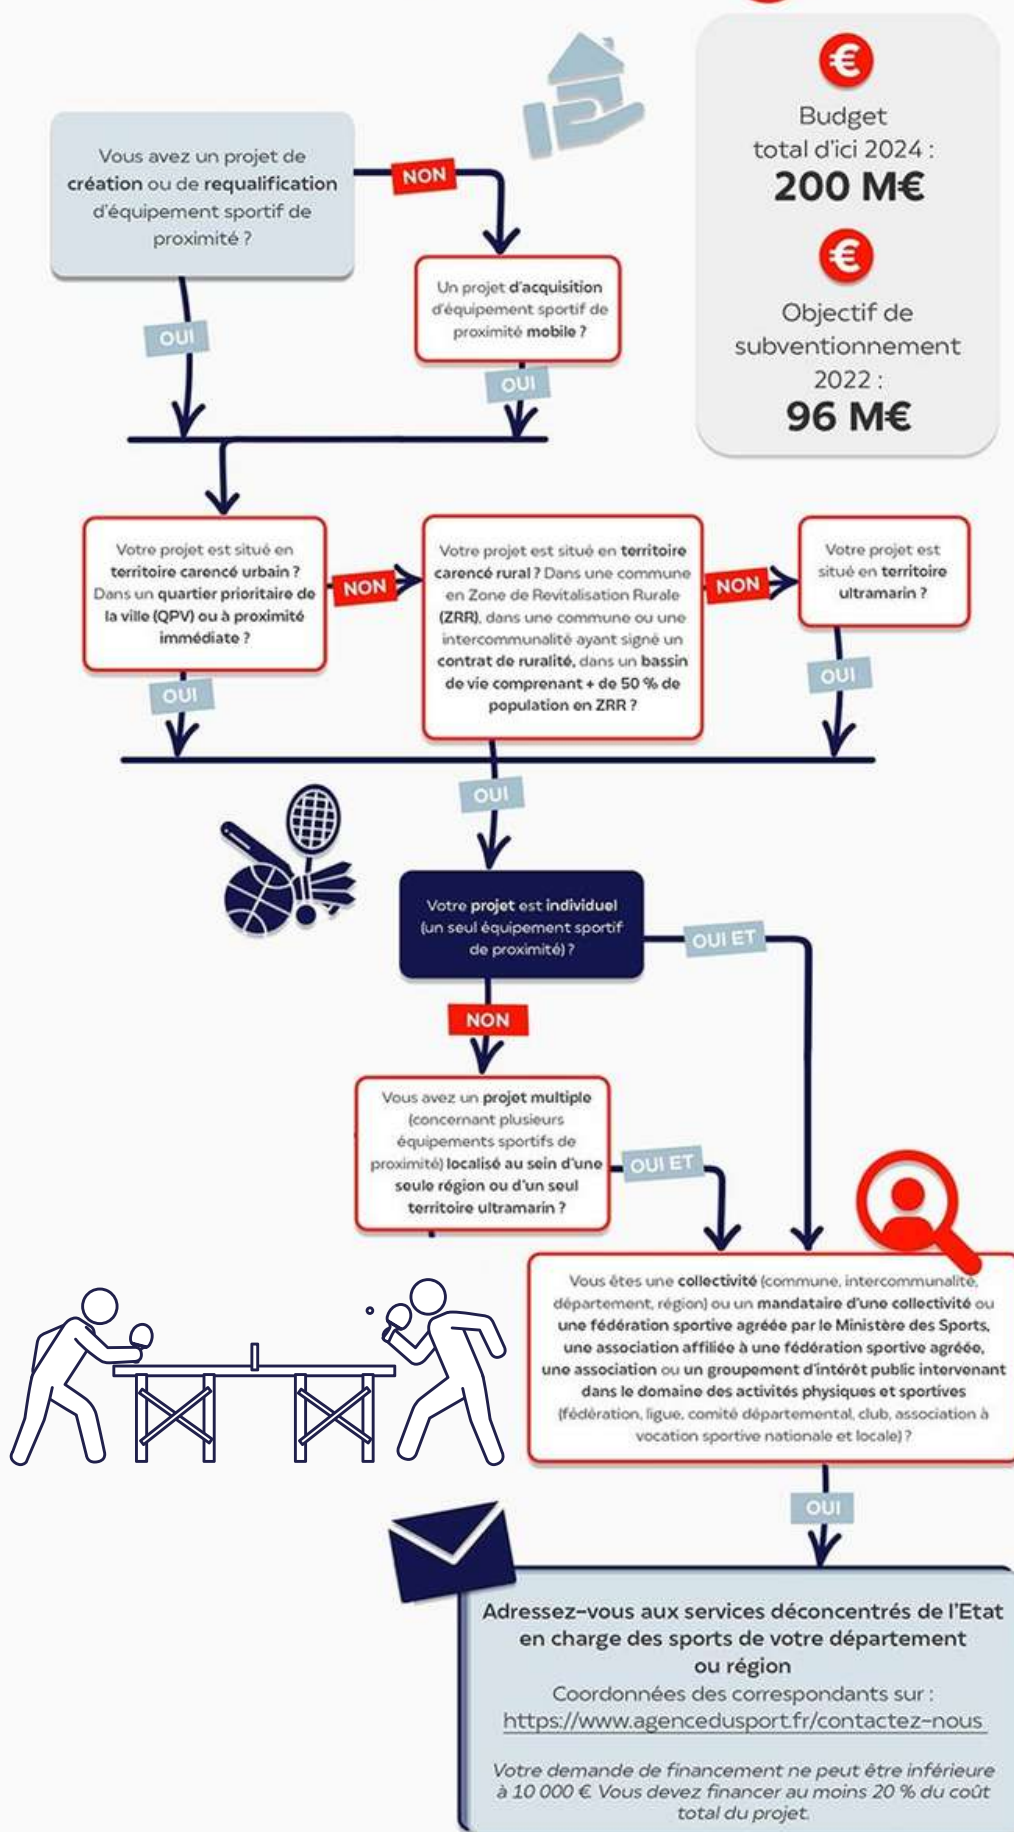 €
Budget
total d'ici 2024 :
200 M€
€
Objectif de
subventionnement
2022 :
96 M€
Vous avez un projet de
création ou de requalification
d'équipement sportif de
proximité ?
NON
Un projet d'acquisition
d'équipement sportif de
proximité mobile ?
OUI
OUI
Votre projet est situé en
territoire carencé urbain ?
Dans un quartier prioritaire de
la ville (QPV) ou à proximité
immédiate ?
NON
Votre projet est situé en territoire
carencé rural ? Dans une commune
en Zone de Revitalisation Rurale
(ZRR), dans une commune ou une
intercommunalité ayant signé un
contrat de ruralité, dans un bassin
de vie comprenant + de 50 % de
population en ZRR ?
NON
Votre projet est
situé en territoire
ultramarin ?
OUI
OUI
OUI
Votre projet est individuel
(un seul équipement sportif
de proximité) ?
OUI ET
NON
Vous avez un projet multiple
(concernant plusieurs
équipements sportifs de
proximité) localisé au sein d'une
seule région ou d'un seul
territoire ultramarin ?
OUI ET
Vous êtes une collectivité (commune, intercommunalité,
département, région) ou un mandataire d'une collectivité ou
une fédération sportive agréée par le Ministère des Sports,
une association affiliée à une fédération sportive agréée,
une association ou un groupement d'intérêt public intervenant
dans le domaine des activités physiques et sportives
(fédération, ligue, comité départemental, club, association à
vocation sportive nationale et locale) ?
OUI
Adressez-vous aux services déconcentrés de l'Etat
en charge des sports de votre département
ou région
Coordonnées des correspondants sur :
https://www.agencedusport.fr/contactez-nous
Votre demande de financement ne peut être inférieure
à 10 000 €. Vous devez financer au moins 20 % du coût
total du projet.